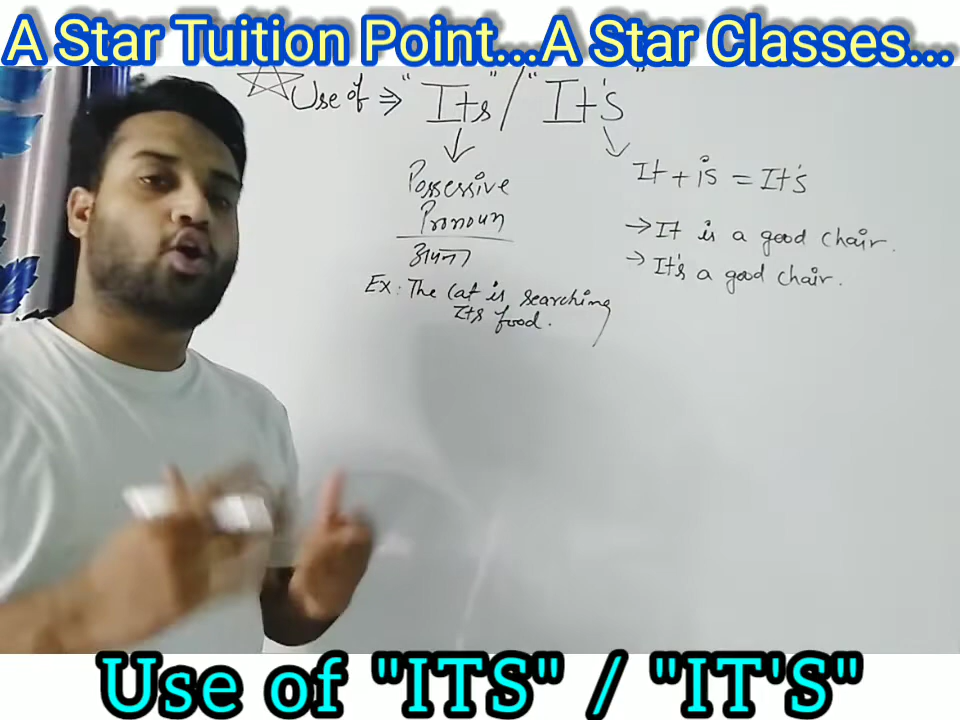 A Star Tuition Point...A Star Classes...
Use of ⇒ "Its" / "It's"
Possessive
Pronoun
अपना
Ex: The Cat is searching
Its food.
It + is = It's
→ It is a good chair.
→ It's a good chair.
Use of "ITS" / "IT'S"